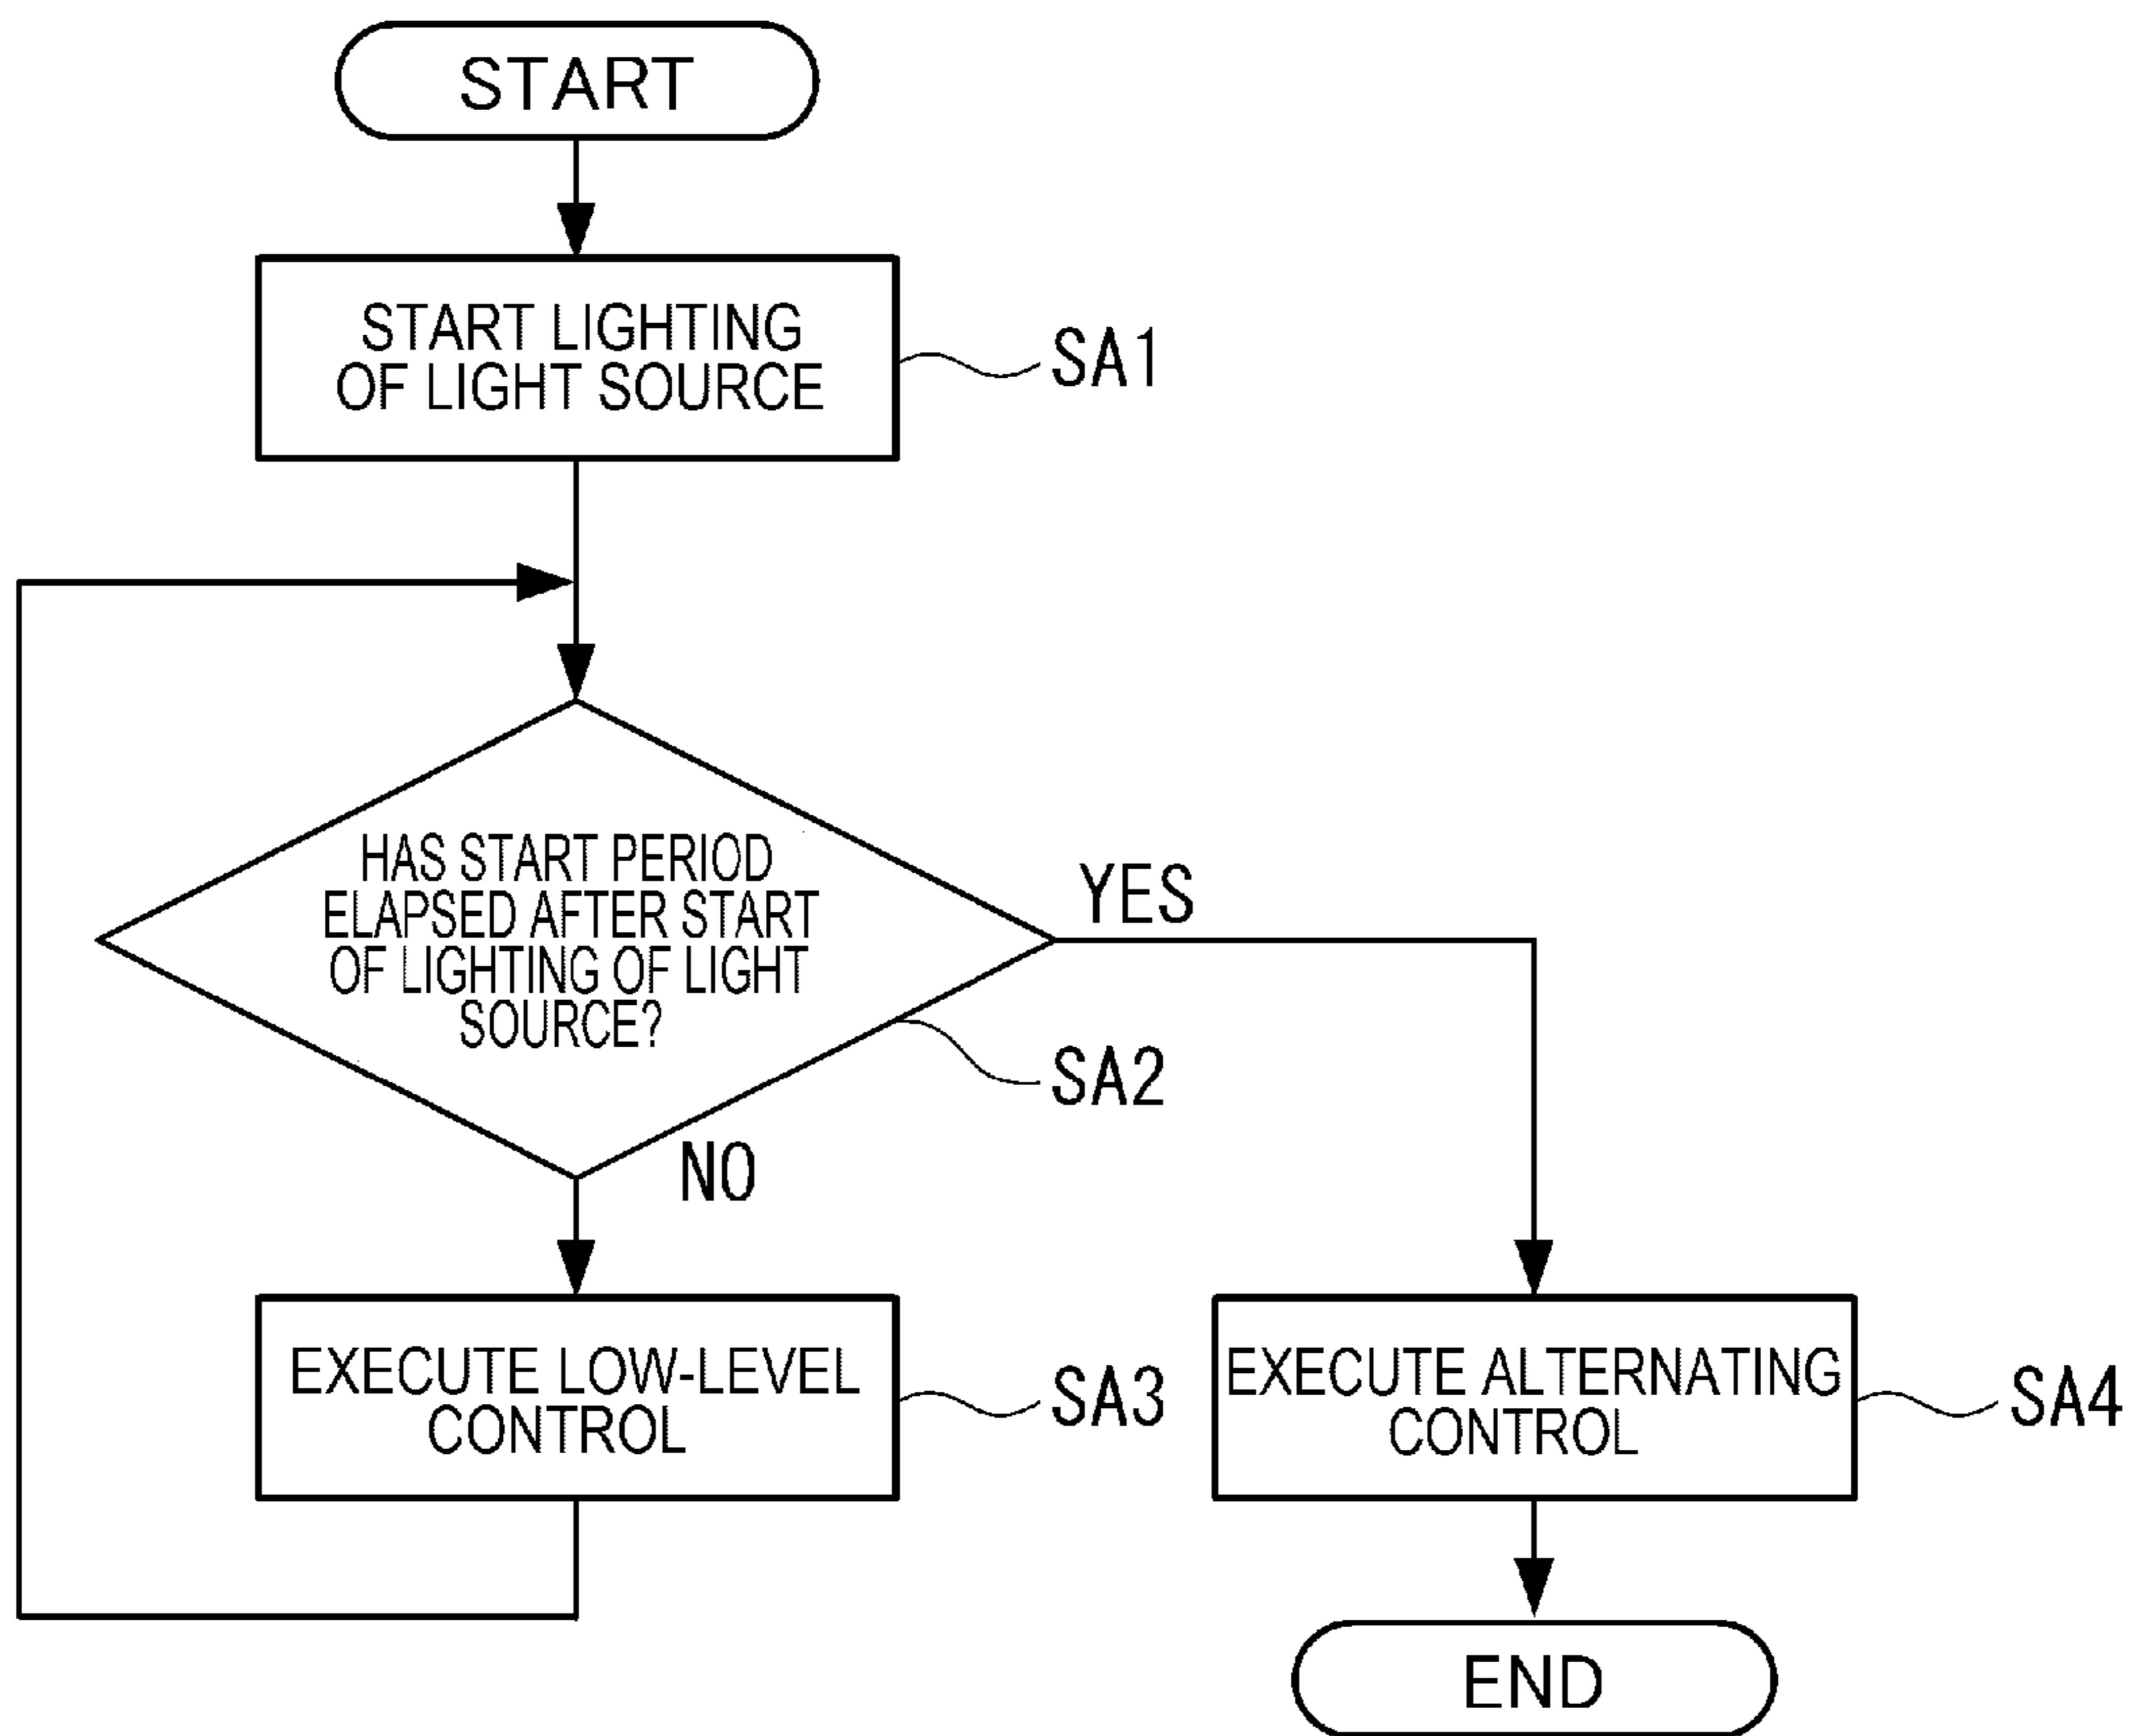 START
START LIGHTING
OF LIGHT SOURCE
SA1
HAS START PERIOD
ELAPSED AFTER START
OF LIGHTING OF LIGHT
SOURCE?
YES
SA2
NO
EXECUTE LOW-LEVEL
CONTROL
SA3
EXECUTE ALTERNATING
CONTROL
SA4
END